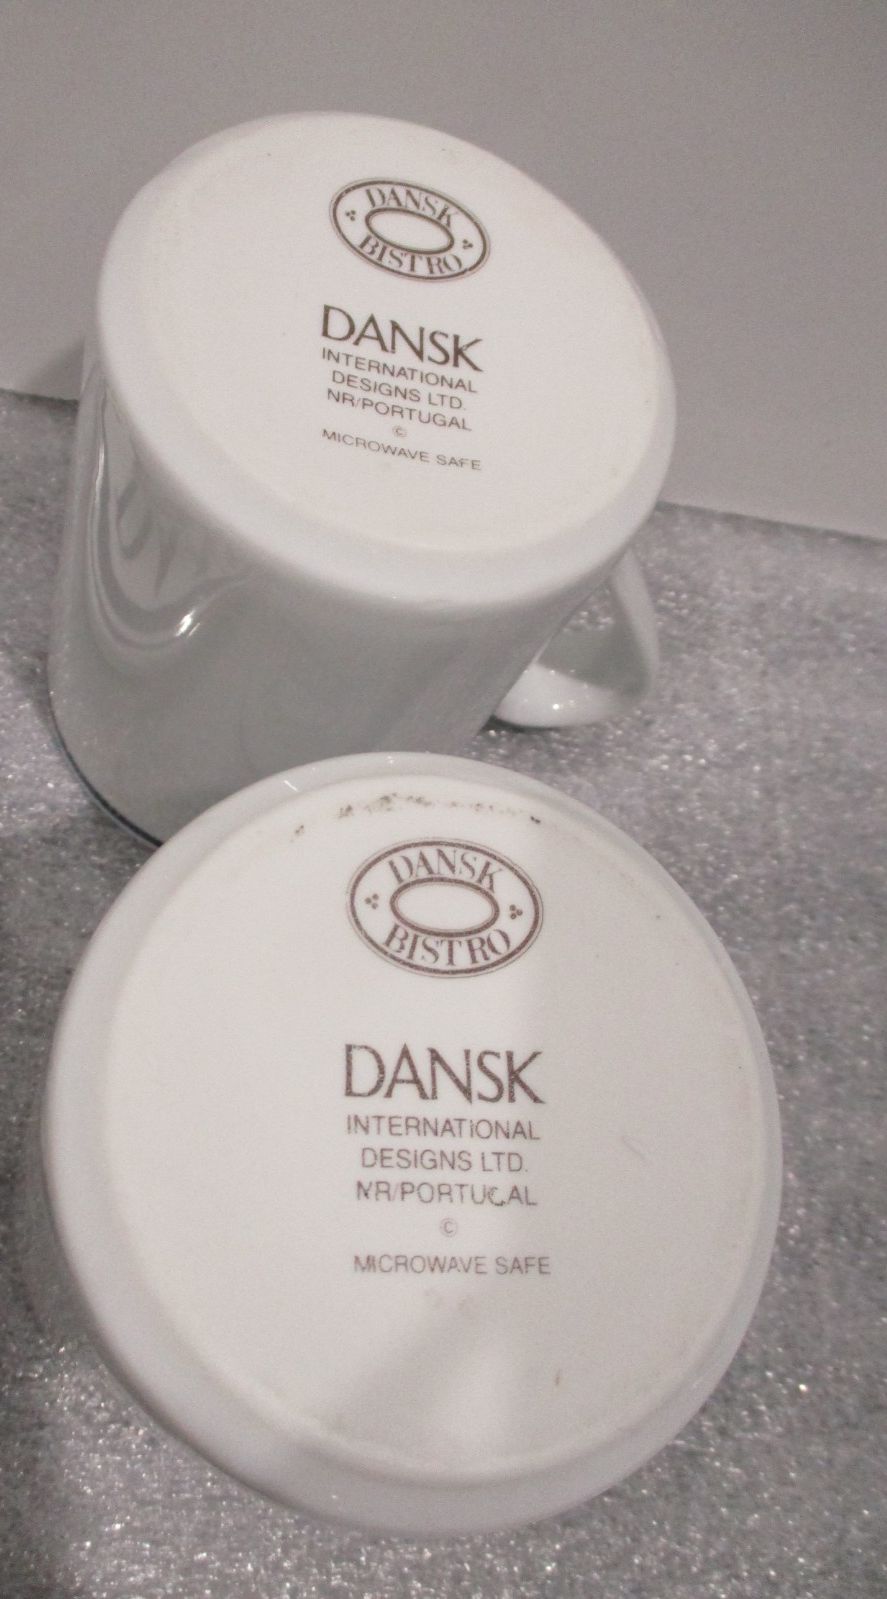 DANSK
BISTRO
DANSK
INTERNATIONAL
DESIGNS LTD.
NR/PORTUGAL
©
MICROWAVE SAFE
DANSK
BISTRO
DANSK
INTERNATIONAL
DESIGNS LTD.
NR/PORTUGAL
©
MICROWAVE SAFE